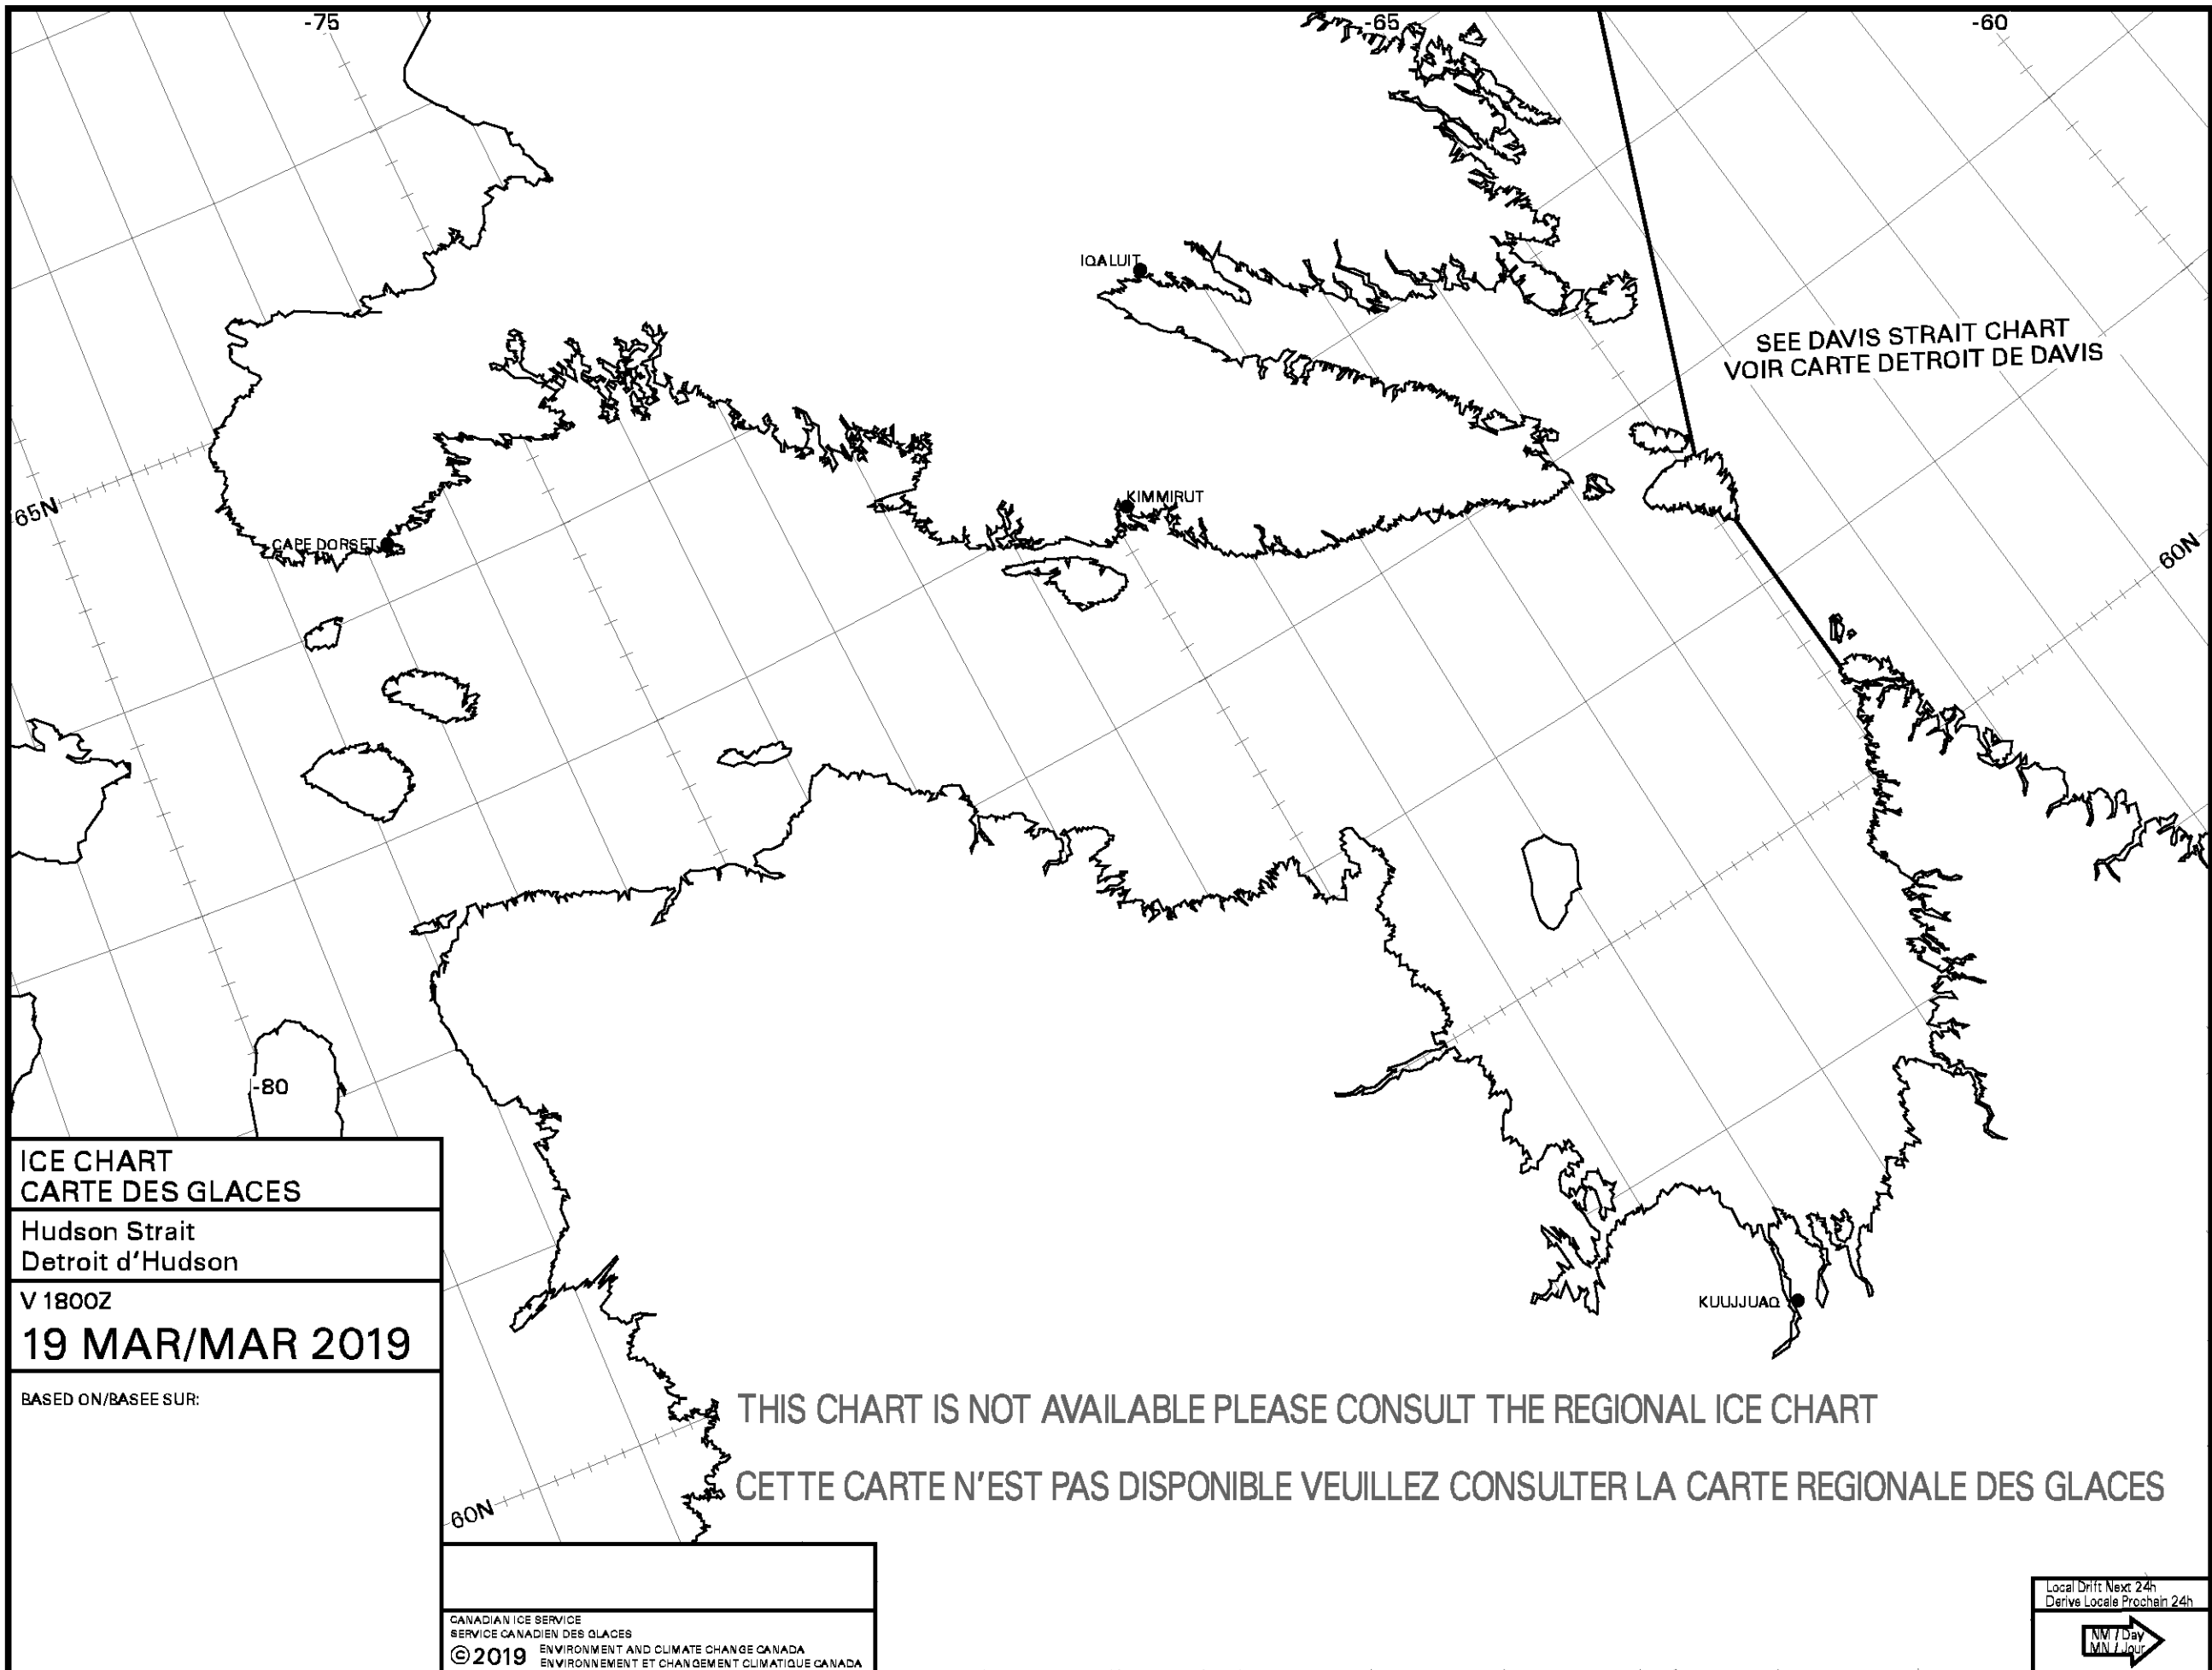 -75
-65
-60
IQALUIT
SEE DAVIS STRAIT CHART
VOIR CARTE DETROIT DE DAVIS
65N
KIMMIRUT
CAPE DORSET
60N
-80
ICE CHART
CARTE DES GLACES
Hudson Strait
Detroit d'Hudson
V 1800Z
19 MAR/MAR 2019
BASED ON/BASEE SUR:
KUUJJUAQ
THIS CHART IS NOT AVAILABLE PLEASE CONSULT THE REGIONAL ICE CHART
CETTE CARTE N'EST PAS DISPONIBLE VEUILLEZ CONSULTER LA CARTE REGIONALE DES GLACES
60N
CANADIAN ICE SERVICE
SERVICE CANADIEN DES GLACES
©2019 ENVIRONMENT AND CLIMATE CHANGE CANADA
ENVIRONNEMENT ET CHANGEMENT CLIMATIQUE CANADA
Local Drift Next 24h
Derive Locale Prochain 24h
NM / Day
MN / Jour